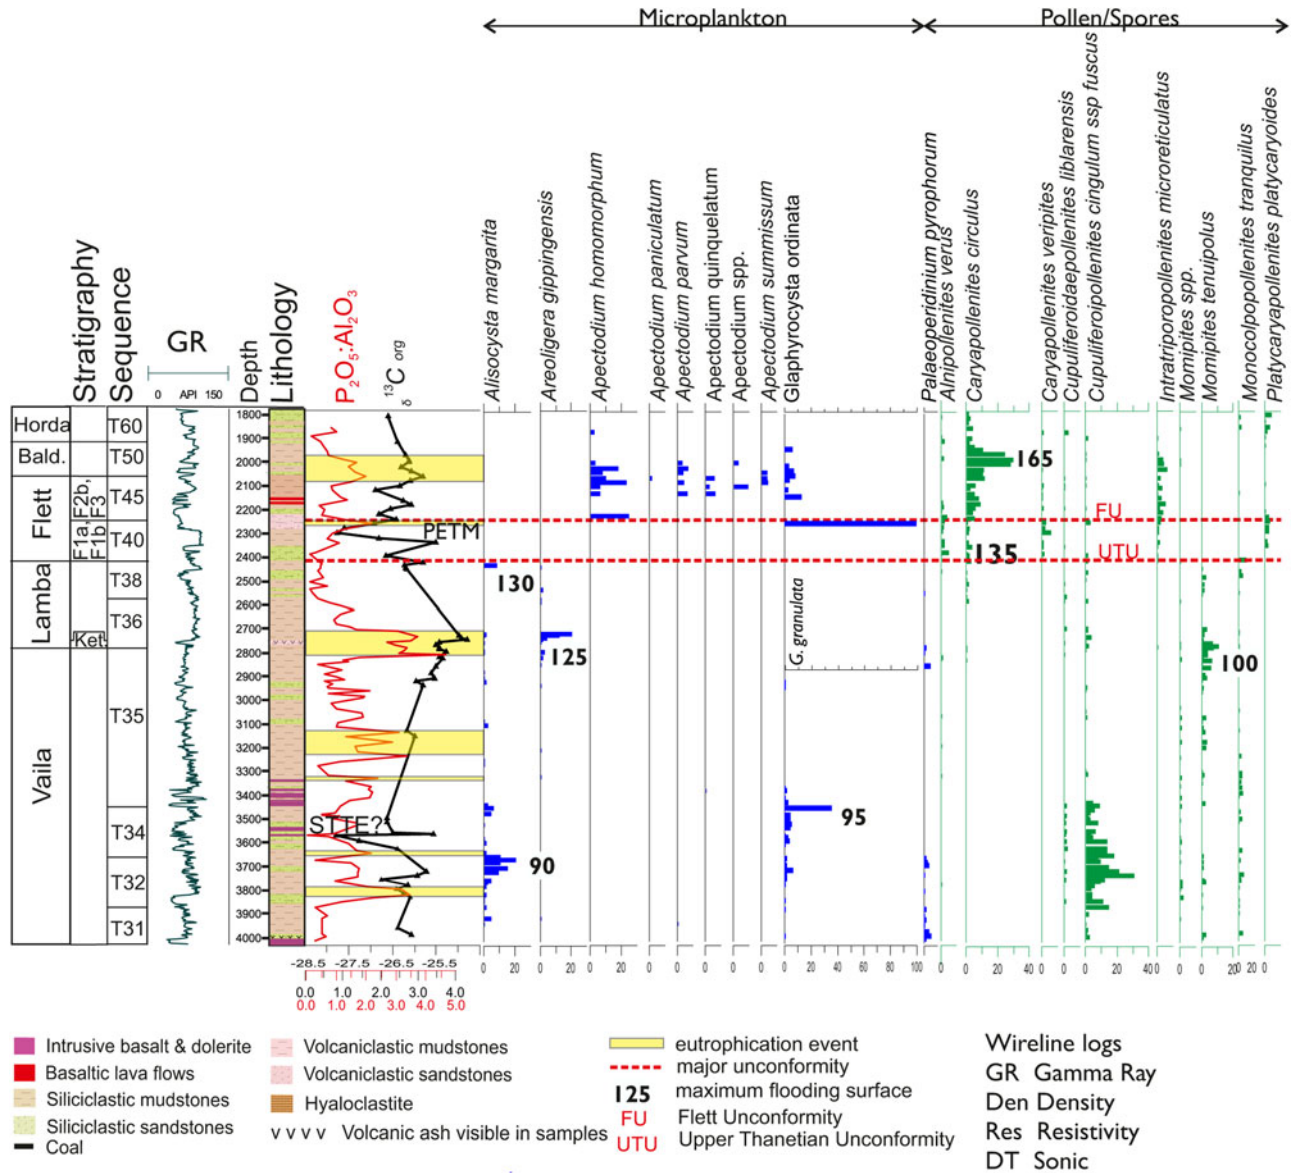 Microplankton
Pollen/Spores
Stratigraphy
Sequence
GR
0 API 150
Depth
Lithology
P2O5:Al2O3
δ 13C org
Alisocysta margarita
Areoligera gippingensis
Apectodium homomorphum
Apectodium paniculatum
Apectodium parvum
Apectodium quinquelatum
Apectodium spp.
Apectodium summissum
Glaphyrocysta ordinata
Palaeoperidinium pyrophorum
Alnipollenites verus
Caryapollenites circulus
Caryapollenites veripites
Cupuliferoidaepollenites liblarensis
Cupuliferoipollenites cingulum ssp fuscus
Intratriporopollenites microreticulatus
Momipites sp.
Momipites tenuipolus
Monocolpopollenites tranquilus
Platycaryapollenites platycaryoides
Horda
Bald.
Flett
Lamba
Vaila
F2b,
F3
F1a,
F1b
Ket.
T60
T50
T45
T40
T38
T36
T35
T34
T32
T31
1800
1900
2000
2100
2200
2300
2400
2500
2600
2700
2800
2900
3000
3100
3200
3300
3400
3500
3600
3700
3800
3900
4000
PETM
STTE?
G. granulata
165
FU
135
UTU
130
125
100
95
90
-28.5 -27.5 -26.5 -25.5
0.0 1.0 2.0 3.0 4.0
0.0 1.0 2.0 3.0 4.0 5.0
0 20 0 20 0 20 0 0 20 0 0 0 0 20 40 60 80 100 0 0 0 20 40 0 0 0 20 40 0 0 0 20 0 20 0
Intrusive basalt & dolerite
Basaltic lava flows
Siliciclastic mudstones
Siliciclastic sandstones
Coal
Volcaniclastic mudstones
Volcaniclastic sandstones
Hyaloclastite
v v v v Volcanic ash visible in samples
eutrophication event
major unconformity
125 maximum flooding surface
FU Flett Unconformity
UTU Upper Thanetian Unconformity
Wireline logs
GR Gamma Ray
Den Density
Res Resistivity
DT Sonic